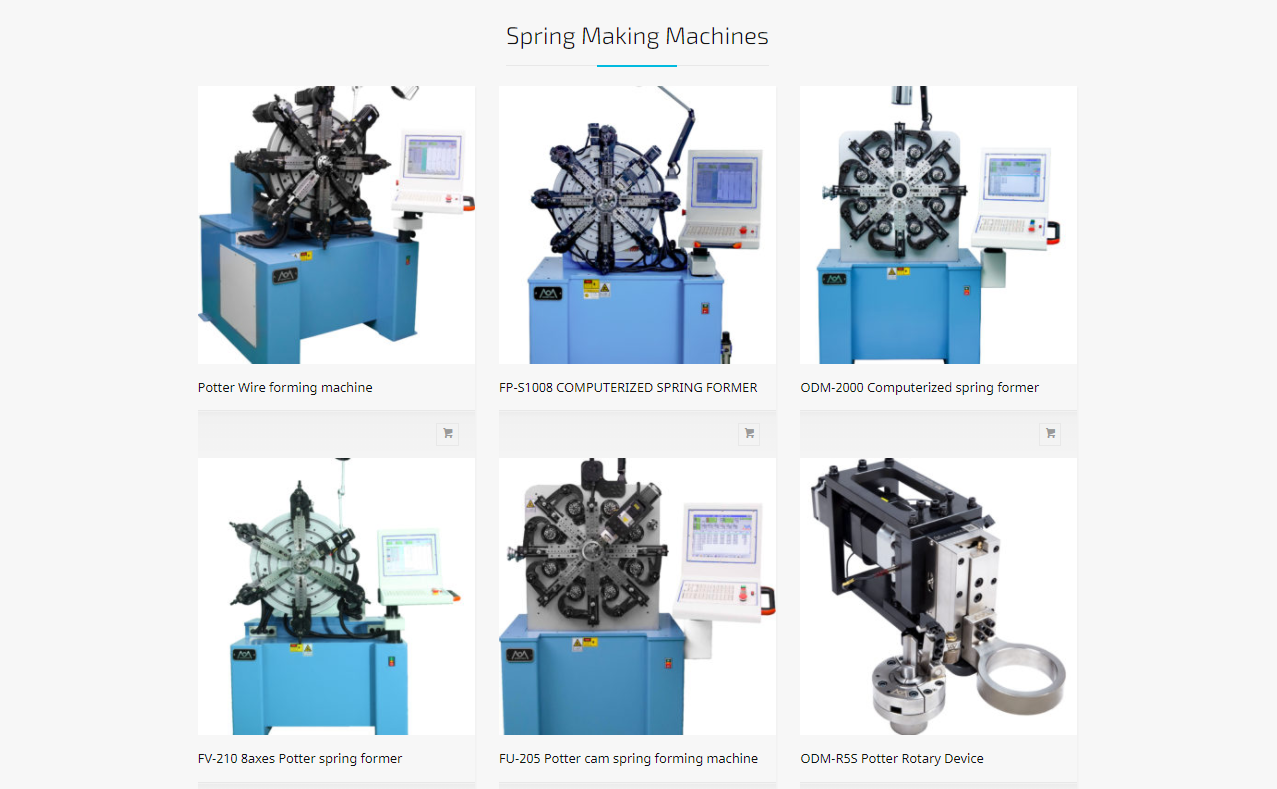 Spring Making Machines
Potter Wire forming machine
FP-S1008 COMPUTERIZED SPRING FORMER
ODM-2000 Computerized spring former
FV-210 8axes Potter spring former
FU-205 Potter cam spring forming machine
ODM-R5S Potter Rotary Device